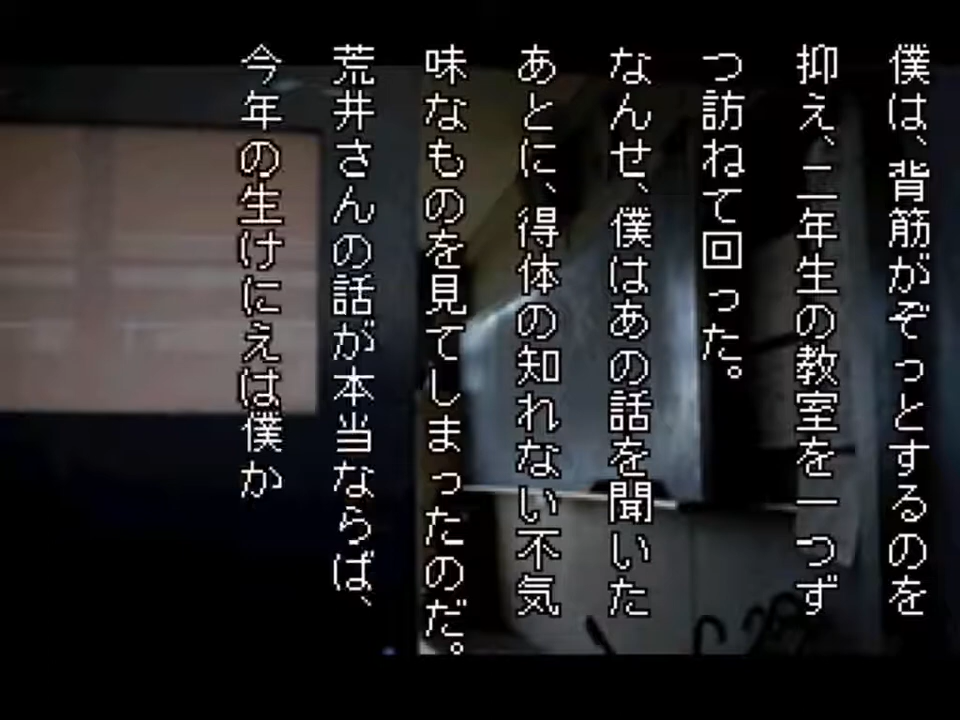 僕は、背筋がぞっとするのを
抑え、二年生の教室を一つず
つ訪ねて回った。
なんせ、僕はあの話を聞いた
あとに、得体の知れない不気
味なものを見てしまったのだ。
荒井さんの話が本当ならば、
今年の生けにえは僕か